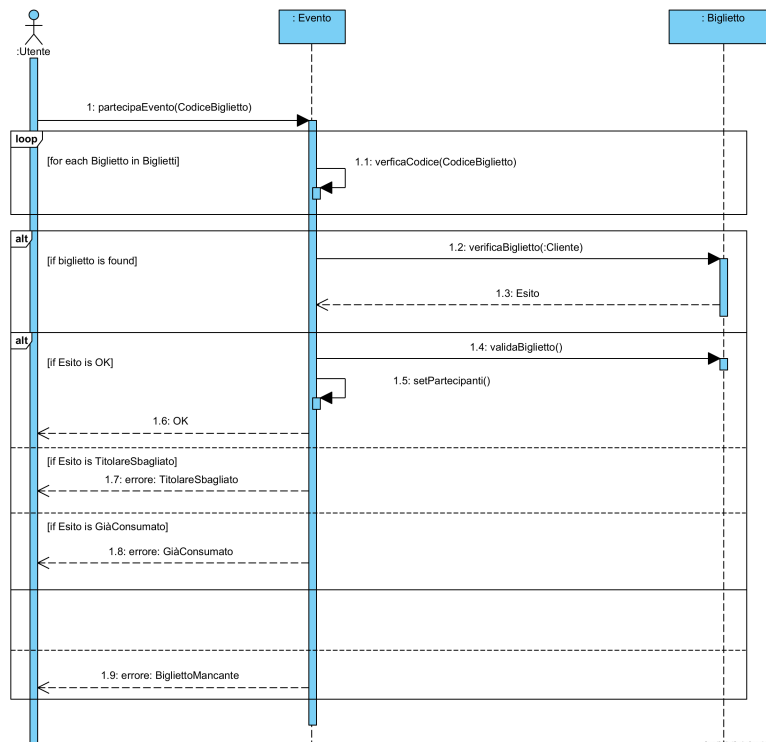 : Evento
: Biglietto
:Utente
1: partecipaEvento(CodiceBiglietto)
loop
[for each Biglietto in Biglietti]
1.1: verficaCodice(CodiceBiglietto)
alt
[if biglietto is found]
1.2: verificaBiglietto(:Cliente)
1.3: Esito
alt
[if Esito is OK]
1.4: validaBiglietto()
1.5: setPartecipanti()
1.6: OK
[if Esito is TitolareSbagliato]
1.7: errore: TitolareSbagliato
[if Esito is GiàConsumato]
1.8: errore: GiàConsumato
1.9: errore: BigliettoMancante